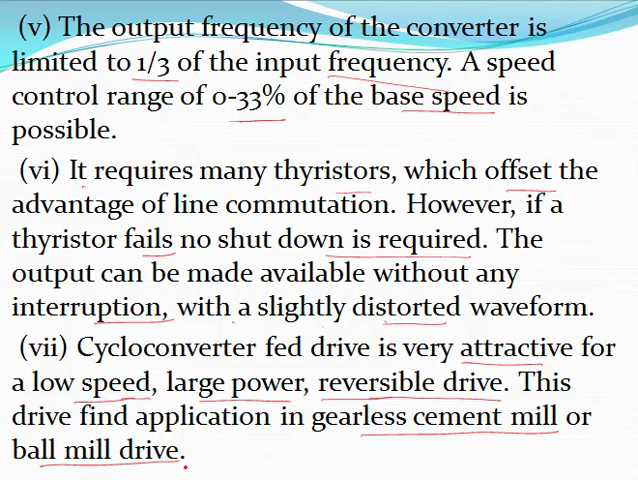 (v) The output frequency of the converter is
limited to 1/3 of the input frequency. A speed
control range of 0-33% of the base speed is
possible.
(vi) It requires many thyristors, which offset the
advantage of line commutation. However, if a
thyristor fails no shut down is required. The
output can be made available without any
interruption, with a slightly distorted waveform.
(vii) Cycloconverter fed drive is very attractive for
a low speed, large power, reversible drive. This
drive find application in gearless cement mill or
ball mill drive.